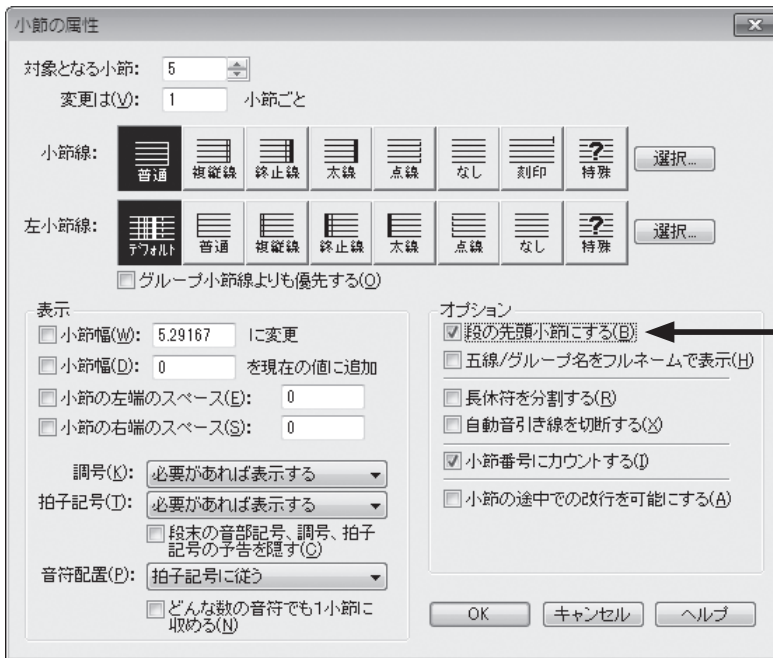 小節の属性
対象となる小節: 5
変更は(V): 1 小節ごと
小節線: 普通 複縦線 終止線 太線 点線 なし 刻印 特殊 選択...
左小節線: デフォルト 普通 複縦線 終止線 太線 点線 なし 特殊 選択...
グループ小節線よりも優先する(O)
表示
小節幅(W): 5.29167 に変更
小節幅(D): 0 を現在の値に追加
小節の左端のスペース(E): 0
小節の右端のスペース(S): 0
調号(K): 必要があれば表示する
拍子記号(T): 必要があれば表示する
段末の音部記号、調号、拍子
記号の予告を隠す(C)
音符配置(P): 拍子記号に従う
どんな数の音符でも1小節に
収める(N)
オプション
段の先頭小節にする(B)
五線/グループ名をフルネームで表示(H)
長休符を分割する(R)
自動音引き線を切断する(X)
小節番号にカウントする(I)
小節の途中での改行を可能にする(A)
OK キャンセル ヘルプ